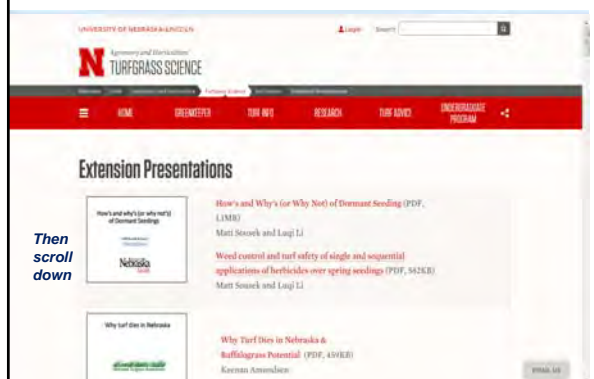 UNIVERSITY OF NEBRASKA-LINCOLN
Login
Search
N
Agronomy and Horticulture
TURFGRASS SCIENCE
HOME
GREENKEEPER
TURF INFO
RESEARCH
TURF ADVICE
UNDERGRADUATE
PROGRAM
Extension Presentations
Then
scroll
down
How's and why's (or why not's)
of Dormant Seedings
Nebraska
How's and Why's (or Why Not) of Dormant Seeding (PDF,
1.1MB)
Matt Sousek and Luqi Li
Weed control and turf safety of single and sequential
applications of herbicides over spring seedings (PDF, 562KB)
Matt Sousek and Luqi Li
Why turf dies in Nebraska
Why Turf Dies in Nebraska &
Buffalograss Potential (PDF, 459KB)
Keenan Amundsen
EMAIL US